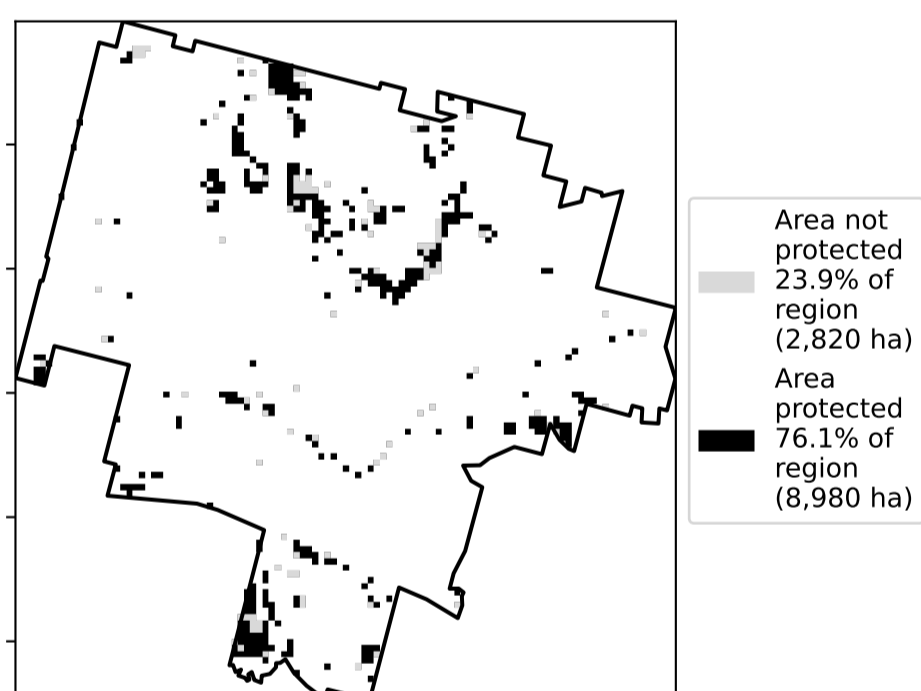 Area not
protected
23.9% of
region
(2,820 ha)
Area
protected
76.1% of
region
(8,980 ha)